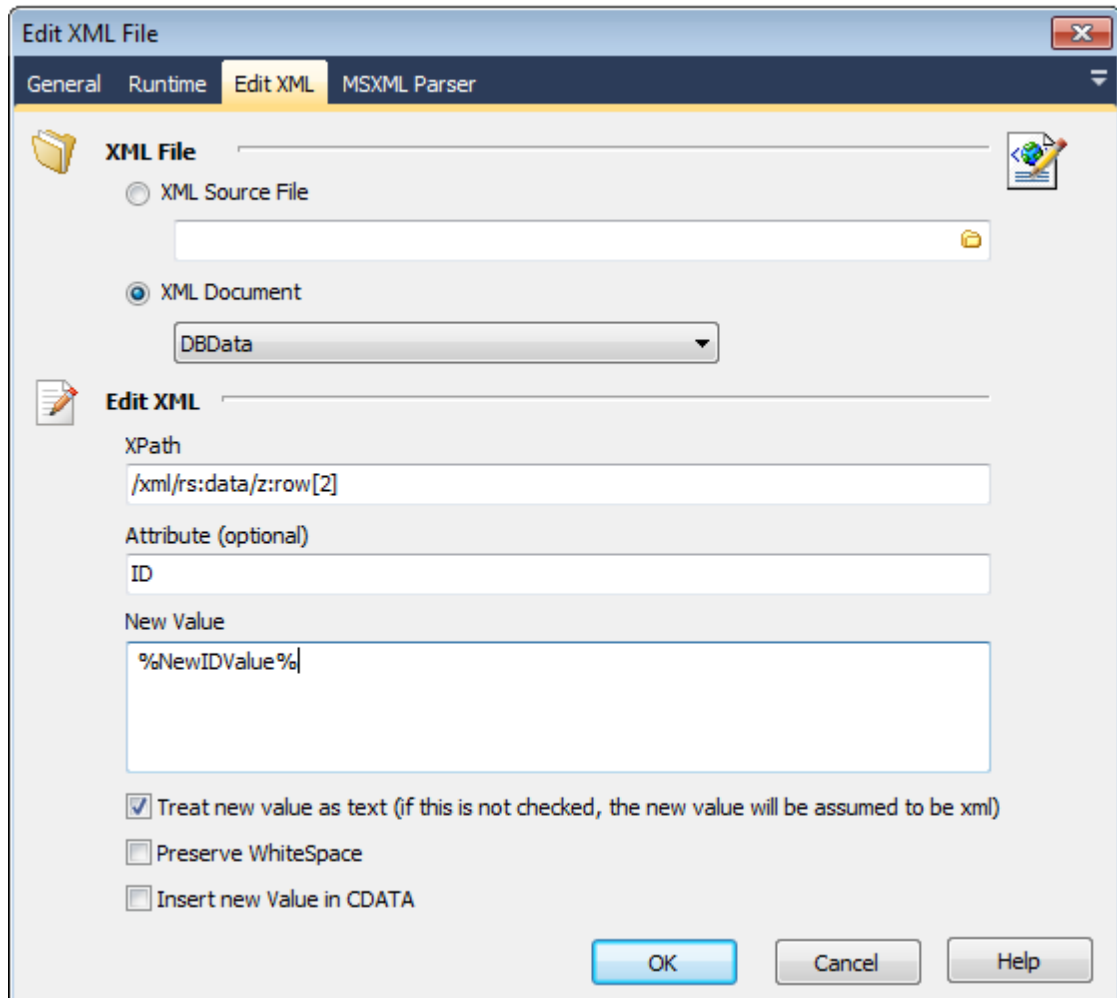 Edit XML File
General Runtime Edit XML MSXML Parser
XML File
XML Source File
XML Document
DBData
Edit XML
XPath
/xml/rs:data/z:row[2]
Attribute (optional)
ID
New Value
%NewIDValue%
Treat new value as text (if this is not checked, the new value will be assumed to be xml)
Preserve WhiteSpace
Insert new Value in CDATA
OK Cancel Help